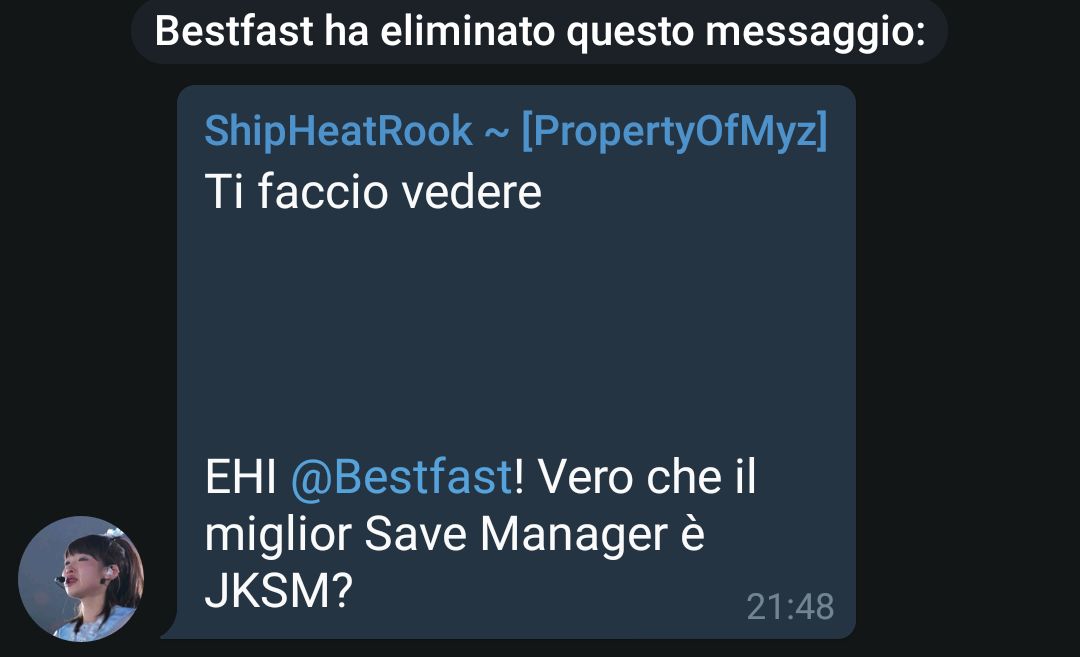 Bestfast ha eliminato questo messaggio:
ShipHeatRook ~ [PropertyOfMyz]
Ti faccio vedere
EHI @Bestfast! Vero che il
miglior Save Manager è
JKSM?
21:48